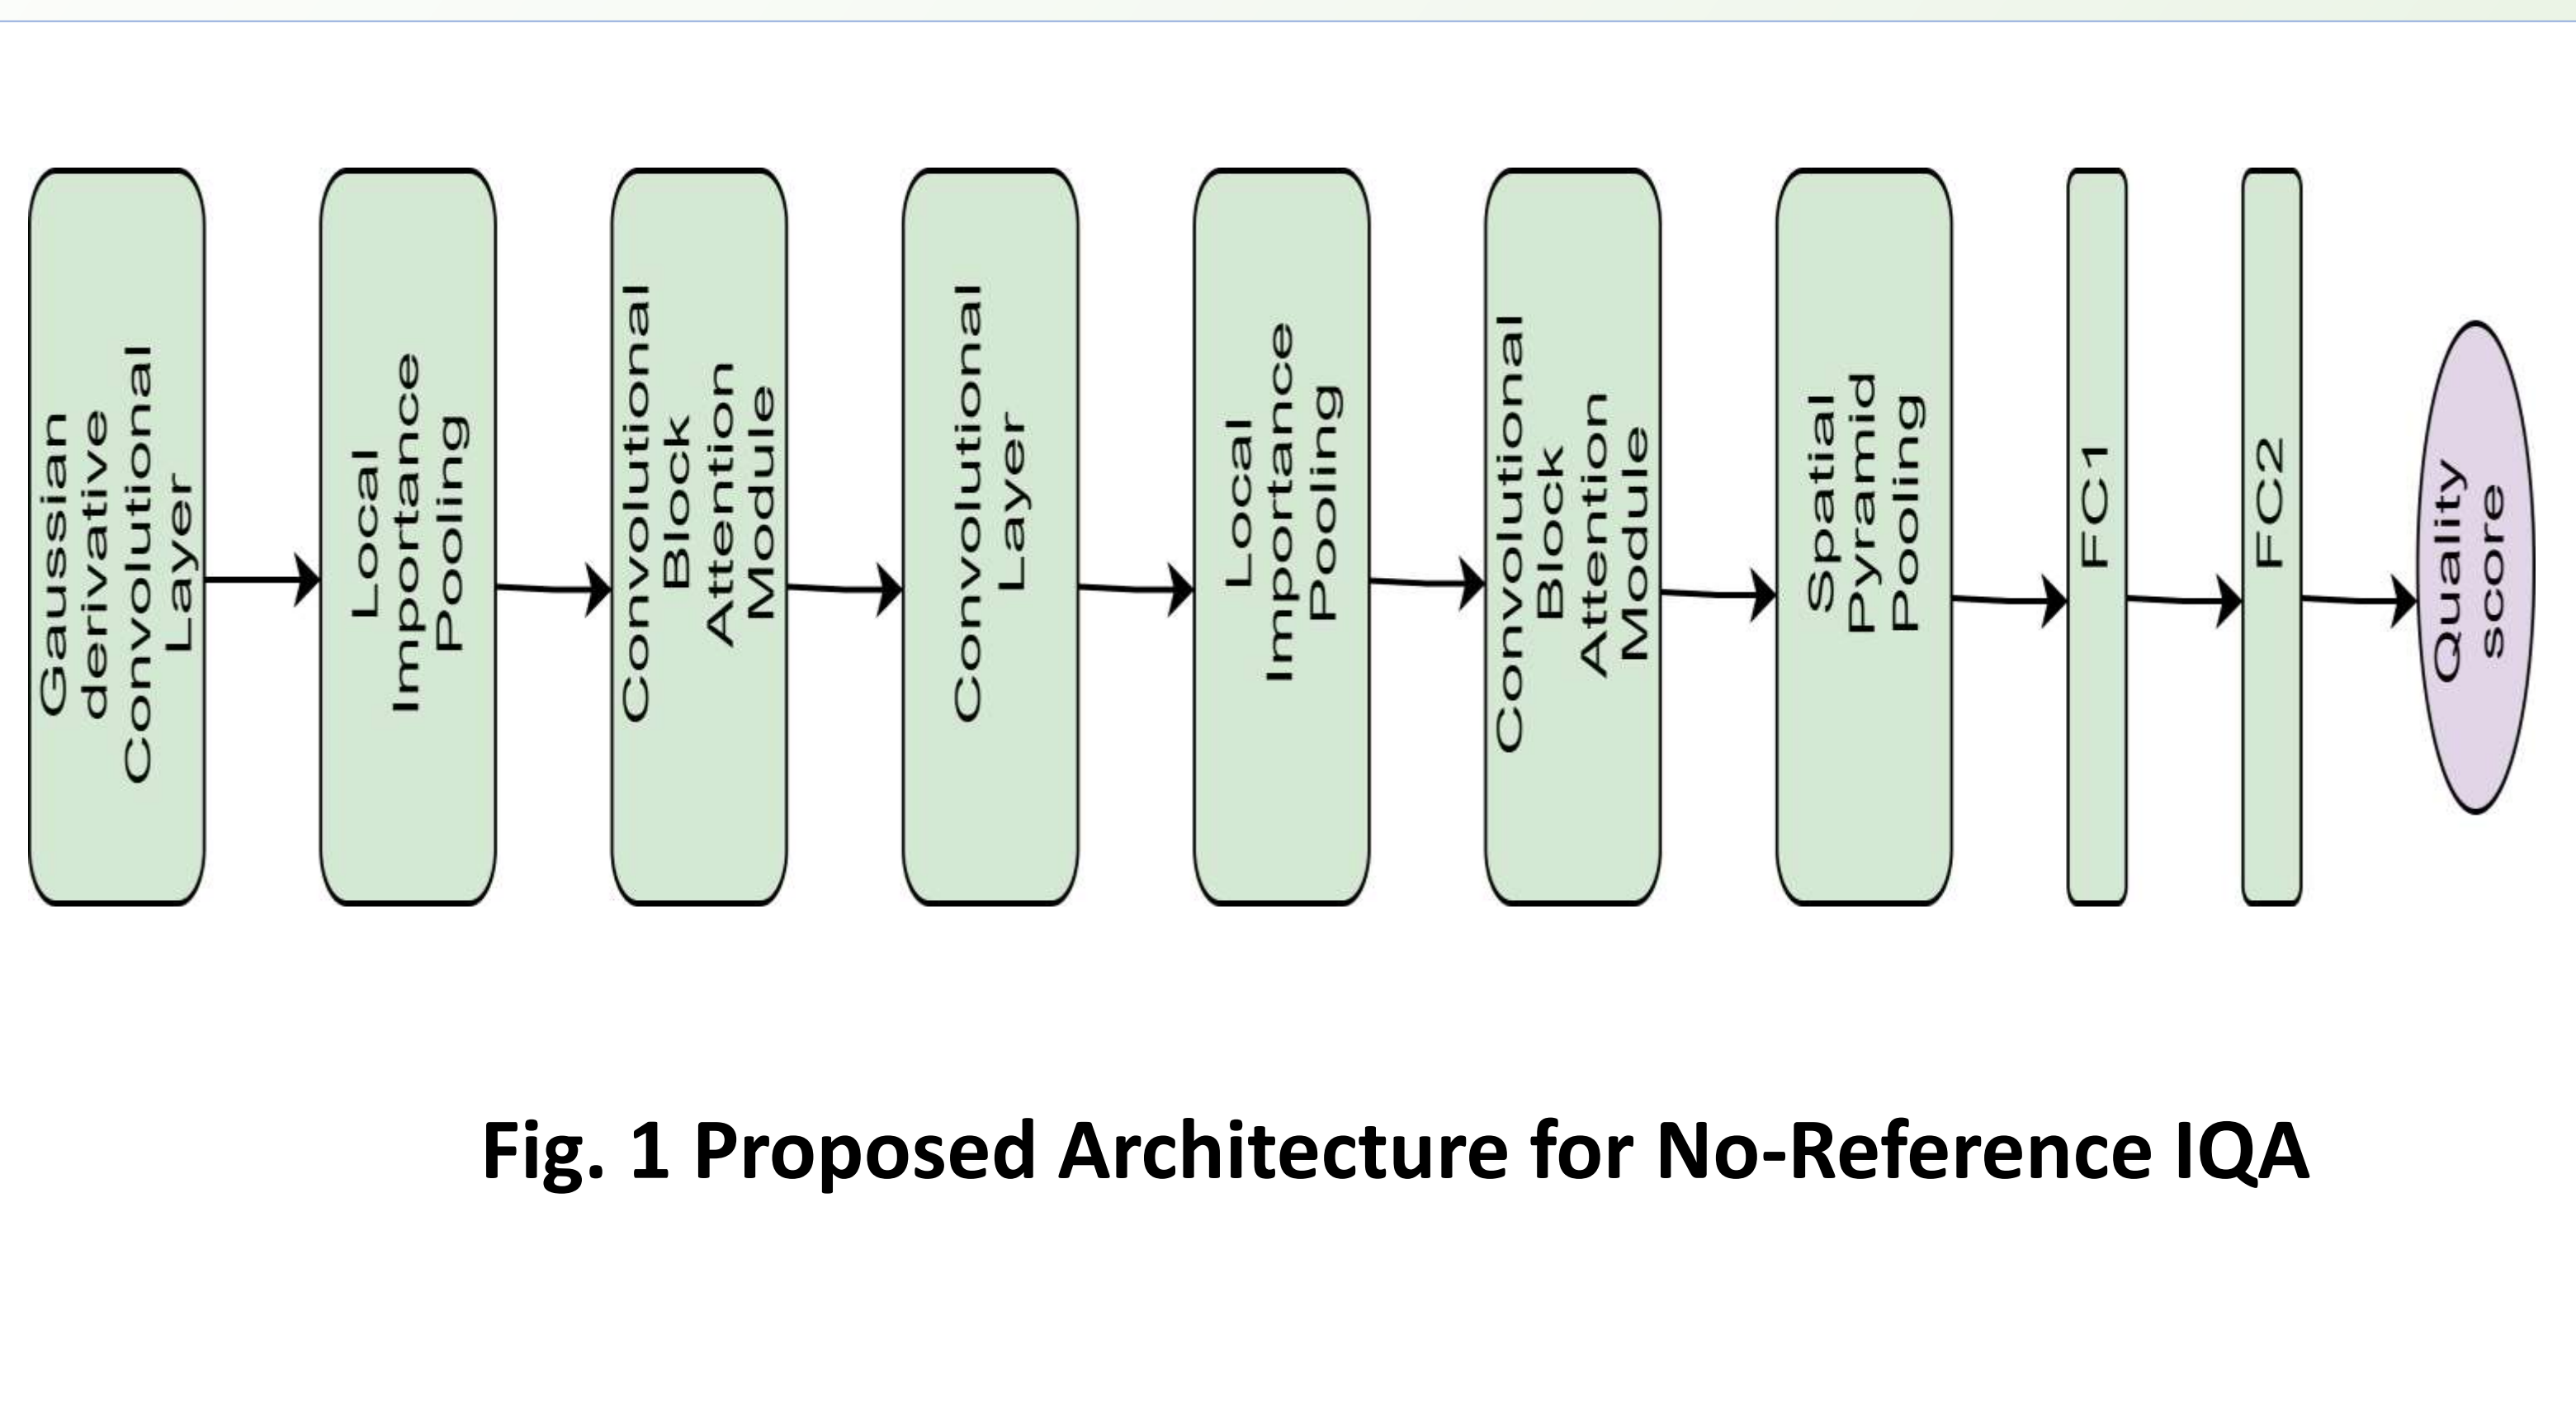 Gaussian
derivative
Convolutional
Layer
Local
Importance
Pooling
Convolutional
Block
Attention
Module
Convolutional
Layer
Local
Importance
Pooling
Convolutional
Block
Attention
Module
Spatial
Pyramid
Pooling
FC1
FC2
Quality
score
Fig. 1 Proposed Architecture for No-Reference IQA